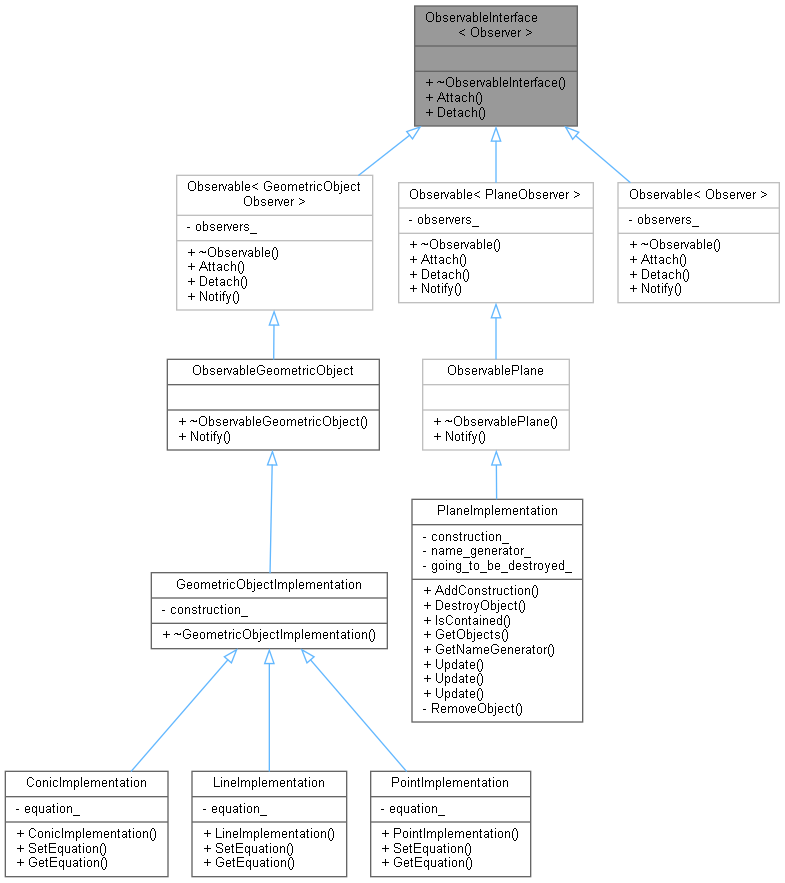 ObservableInterface
< Observer >
+ ~ObservableInterface()
+ Attach()
+ Detach()
Observable< GeometricObject
Observer >
- observers_
+ ~Observable()
+ Attach()
+ Detach()
+ Notify()
Observable< PlaneObserver >
- observers_
+ ~Observable()
+ Attach()
+ Detach()
+ Notify()
Observable< Observer >
- observers_
+ ~Observable()
+ Attach()
+ Detach()
+ Notify()
ObservableGeometricObject
+ ~ObservableGeometricObject()
+ Notify()
ObservablePlane
+ ~ObservablePlane()
+ Notify()
GeometricObjectImplementation
- construction_
+ ~GeometricObjectImplementation()
PlaneImplementation
- construction_
- name_generator_
- going_to_be_destroyed_
+ AddConstruction()
+ DestroyObject()
+ IsContained()
+ GetObjects()
+ GetNameGenerator()
+ Update()
+ Update()
+ Update()
- RemoveObject()
ConicImplementation
- equation_
+ ConicImplementation()
+ SetEquation()
+ GetEquation()
LineImplementation
- equation_
+ LineImplementation()
+ SetEquation()
+ GetEquation()
PointImplementation
- equation_
+ PointImplementation()
+ SetEquation()
+ GetEquation()